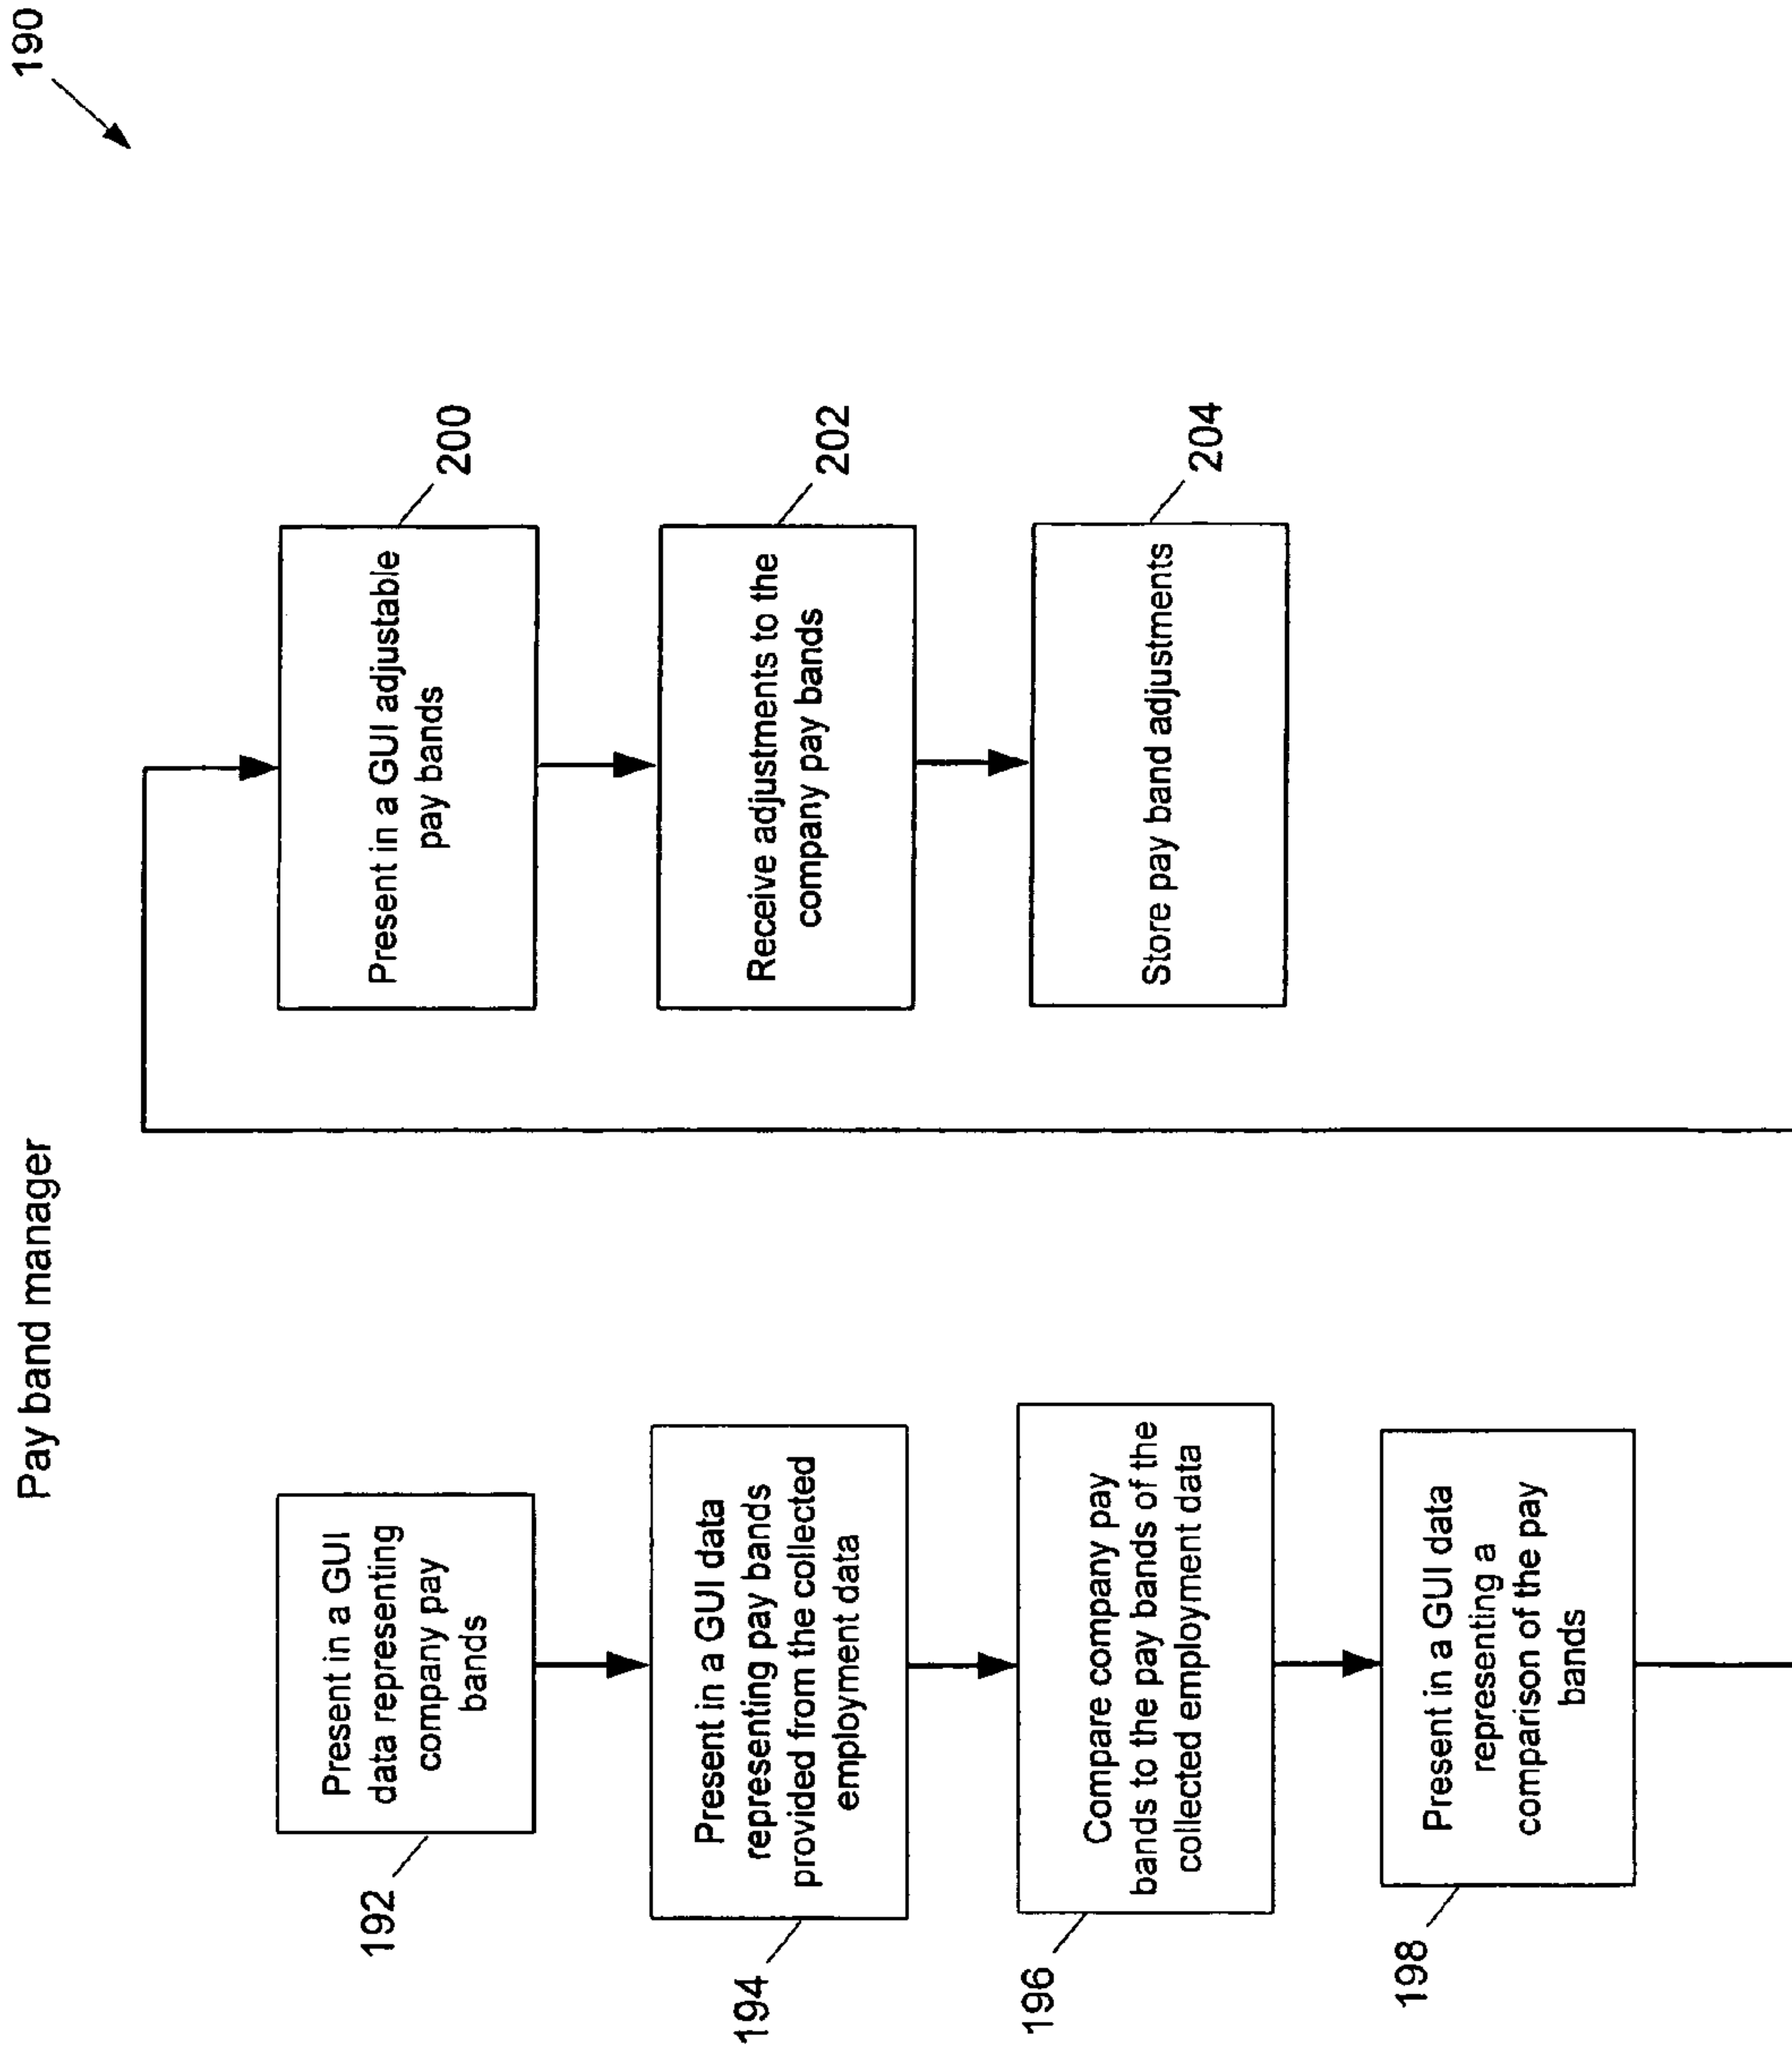 Pay band manager
190
Present in a GUI
data representing
company pay
bands
192
Present in a GUI data
representing pay bands
provided from the collected
employment data
194
Compare company pay
bands to the pay bands of the
collected employment data
196
Present in a GUI data
representing a
comparison of the pay
bands
198
Present in a GUI adjustable
pay bands
200
Receive adjustments to the
company pay bands
202
Store pay band adjustments
204